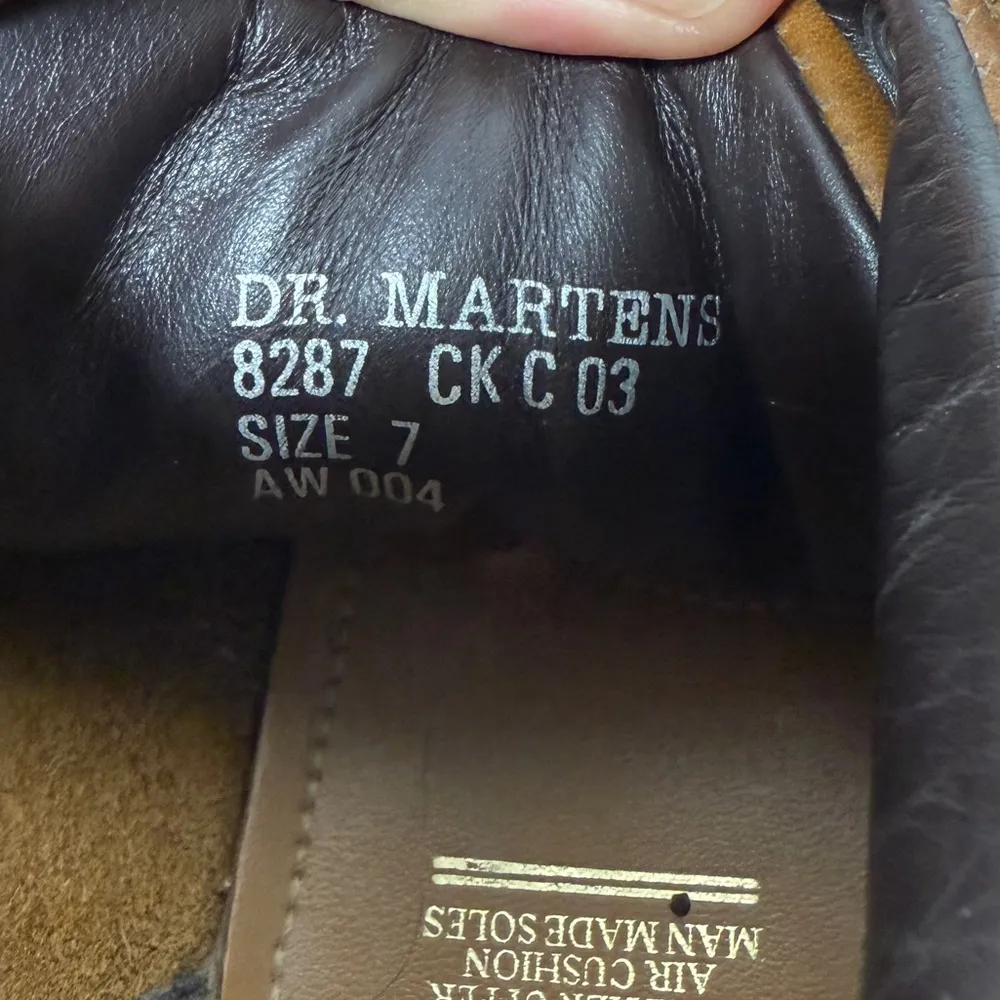 DR. MARTENS
8287 CK C 03
SIZE 7
AW 004
AIR CUSHION
MAN MADE SOLES